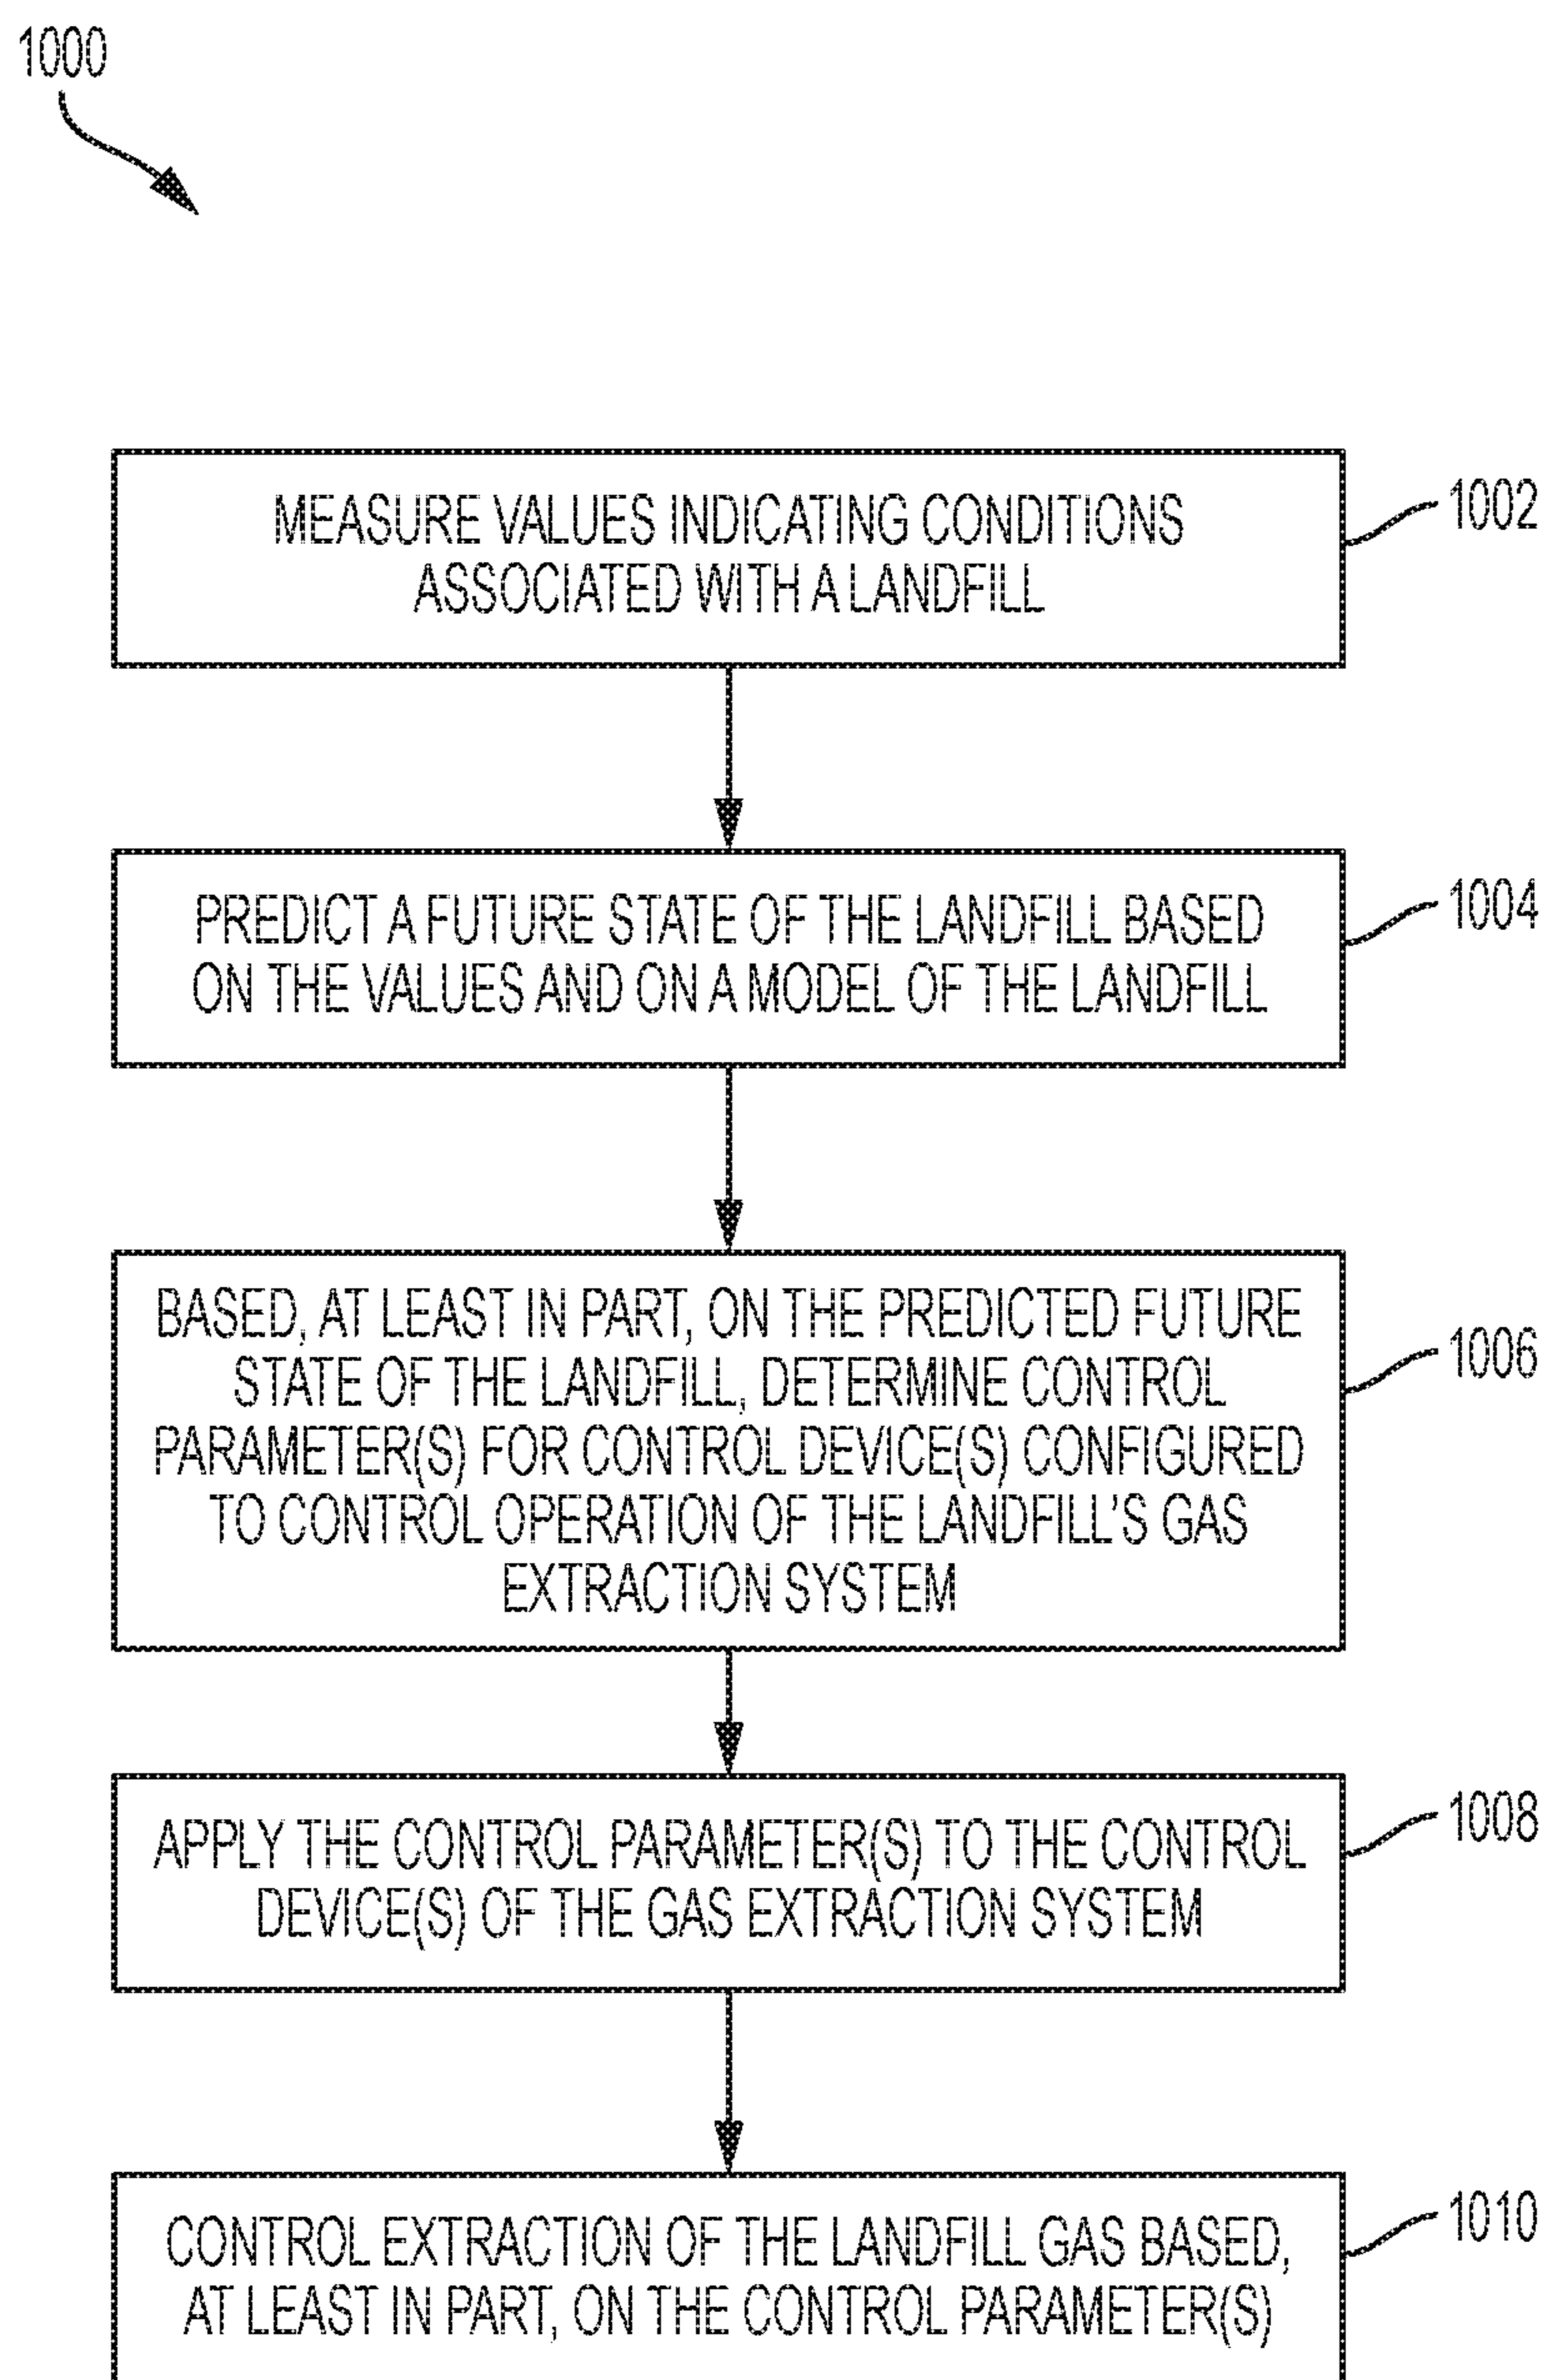 1000
MEASURE VALUES INDICATING CONDITIONS
ASSOCIATED WITH A LANDFILL
1002
PREDICT A FUTURE STATE OF THE LANDFILL BASED
ON THE VALUES AND ON A MODEL OF THE LANDFILL
1004
BASED, AT LEAST IN PART, ON THE PREDICTED FUTURE
STATE OF THE LANDFILL, DETERMINE CONTROL
PARAMETER(S) FOR CONTROL DEVICE(S) CONFIGURED
TO CONTROL OPERATION OF THE LANDFILL'S GAS
EXTRACTION SYSTEM
1006
APPLY THE CONTROL PARAMETER(S) TO THE CONTROL
DEVICE(S) OF THE GAS EXTRACTION SYSTEM
1008
CONTROL EXTRACTION OF THE LANDFILL GAS BASED,
AT LEAST IN PART, ON THE CONTROL PARAMETER(S)
1010